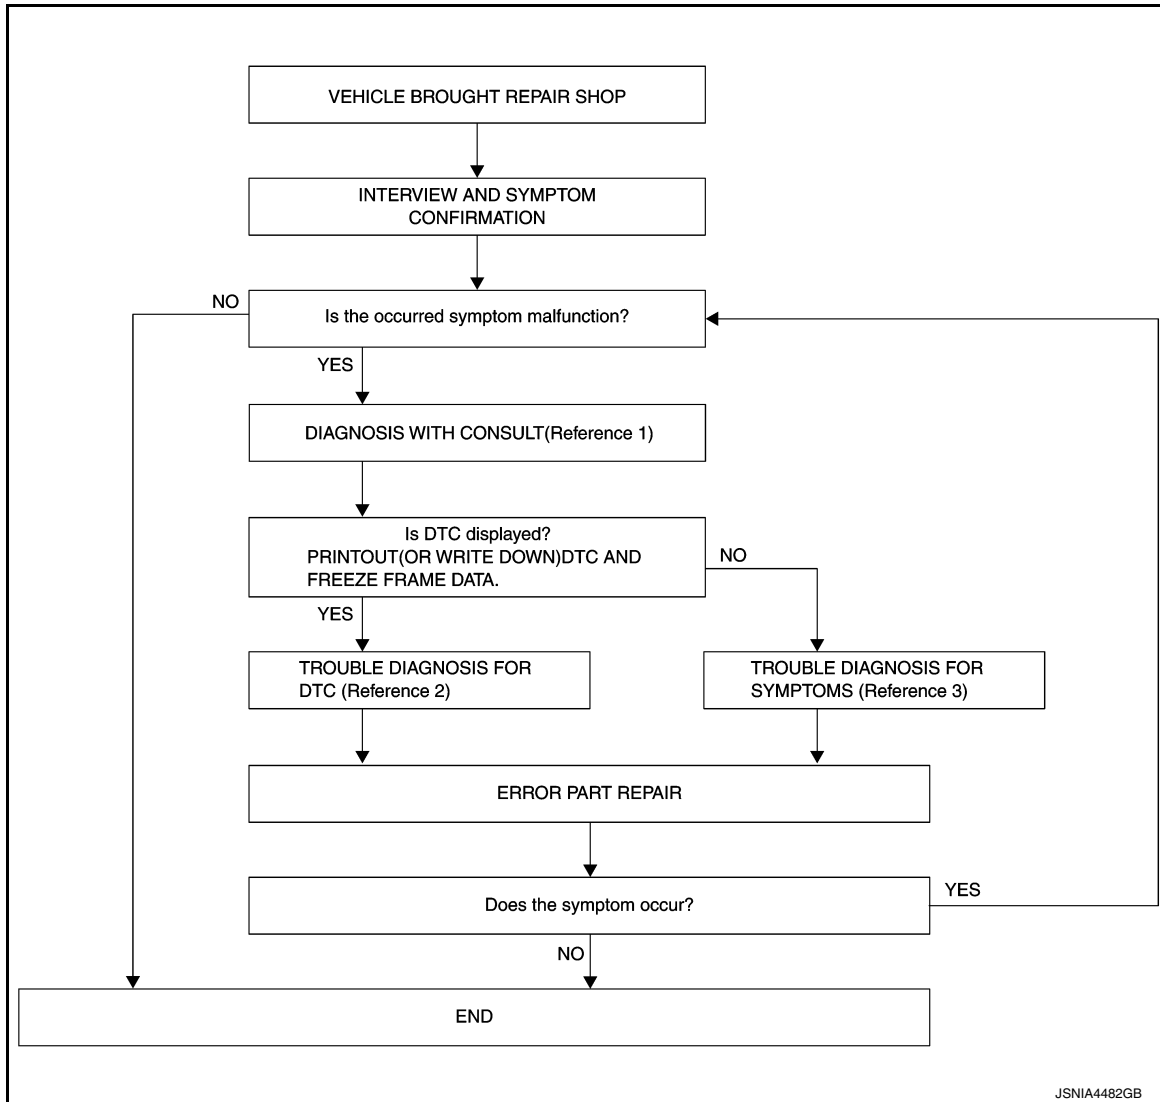 VEHICLE BROUGHT REPAIR SHOP
INTERVIEW AND SYMPTOM
CONFIRMATION
NO
Is the occurred symptom malfunction?
YES
DIAGNOSIS WITH CONSULT(Reference 1)
Is DTC displayed?
PRINTOUT(OR WRITE DOWN)DTC AND
FREEZE FRAME DATA.
NO
YES
TROUBLE DIAGNOSIS FOR
DTC (Reference 2)
TROUBLE DIAGNOSIS FOR
SYMPTOMS (Reference 3)
ERROR PART REPAIR
Does the symptom occur?
YES
NO
END
JSNIA4482GB